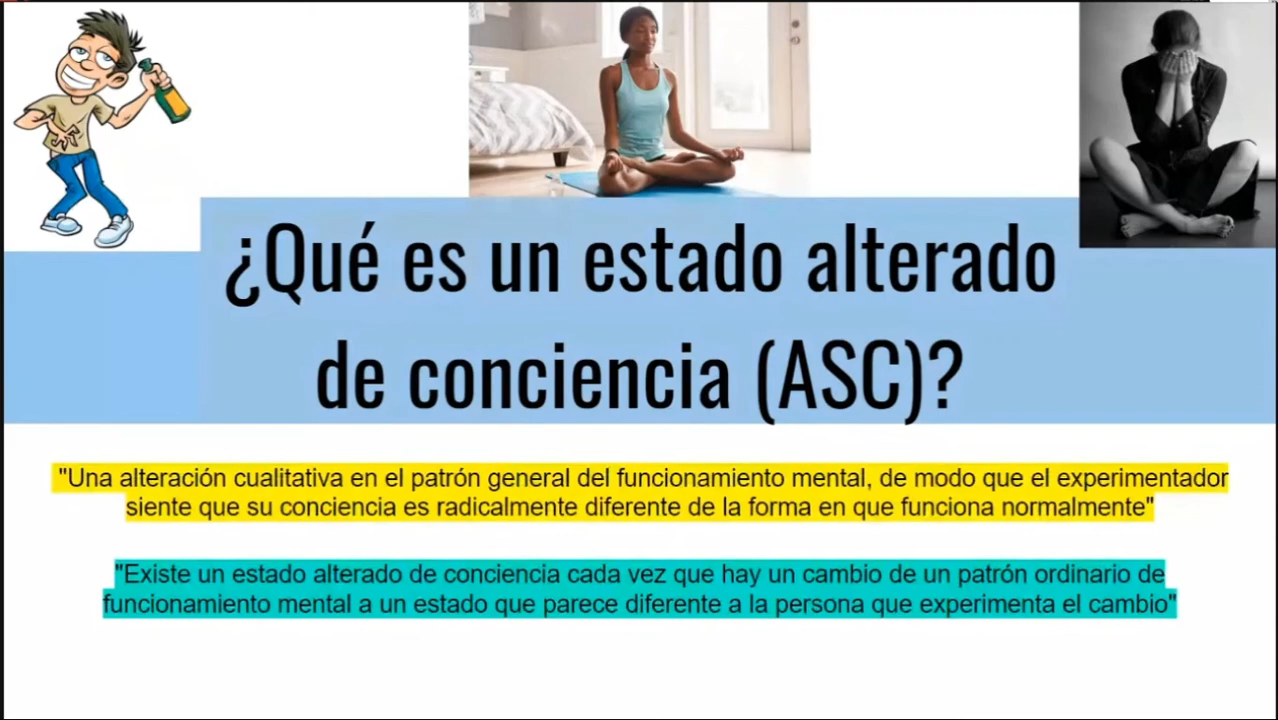 ¿Qué es un estado alterado
de conciencia (ASC)?
"Una alteración cualitativa en el patrón general del funcionamiento mental, de modo que el experimentador
siente que su conciencia es radicalmente diferente de la forma en que funciona normalmente"
"Existe un estado alterado de conciencia cada vez que hay un cambio de un patrón ordinario de
funcionamiento mental a un estado que parece diferente a la persona que experimenta el cambio"